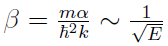 β = mα / ħ²k ∼ 1 / √E